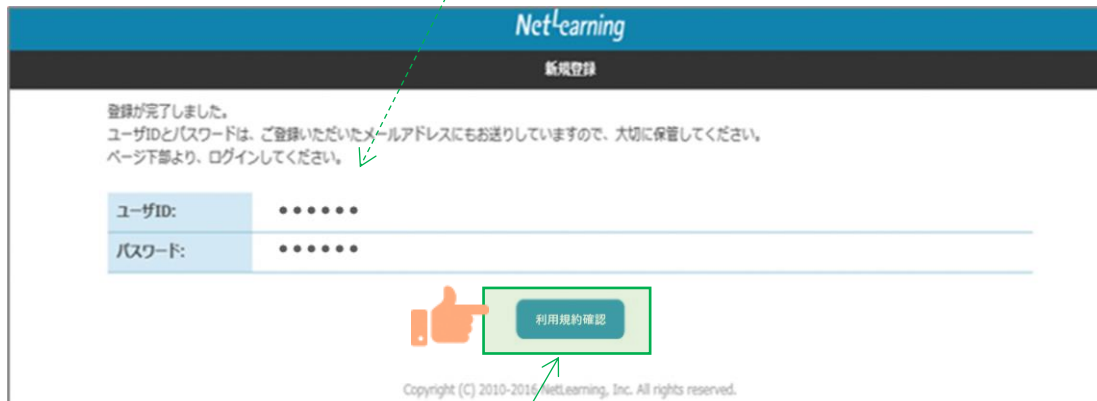 NetLearning
新規登録
登録が完了しました。
ユーザIDとパスワードは、ご登録いただいたメールアドレスにもお送りしていますので、大切に保管してください。
ページ下部より、ログインしてください。
ユーザID: ●●●●●●
パスワード: ●●●●●●
利用規約確認
Copyright (C) 2010-2016 NetLearning, Inc. All rights reserved.